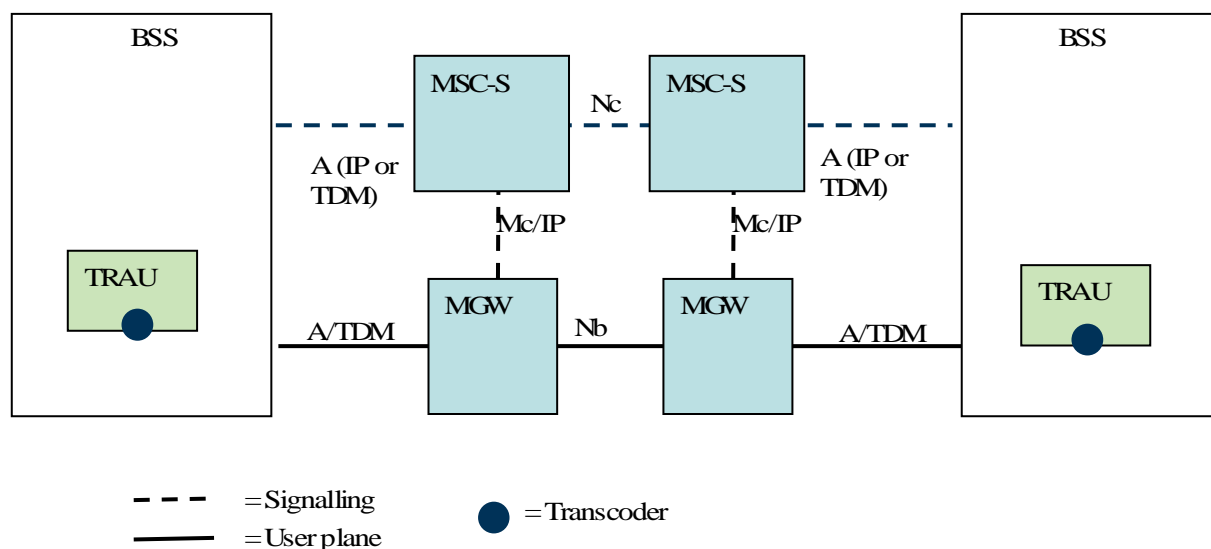 BSS
BSS
MSC-S
MSC-S
Nc
A (IP or
TDM)
A (IP or
TDM)
Mc/IP
Mc/IP
TRAU
TRAU
MGW
MGW
A/TDM
Nb
A/TDM
= Signalling
= Transcoder
= User plane